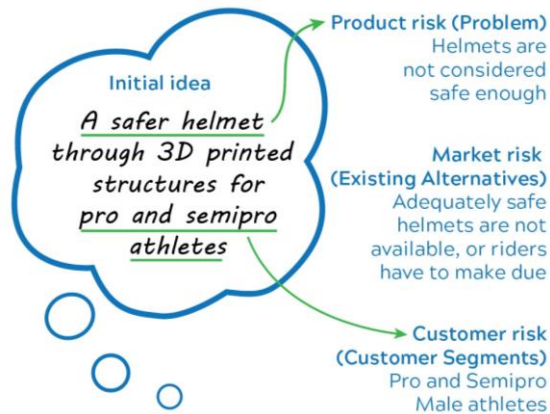 Initial idea
A safer helmet
through 3D printed
structures for
pro and semipro
athletes
Product risk (Problem)
Helmets are
not considered
safe enough
Market risk
(Existing Alternatives)
Adequately safe
helmets are not
available, or riders
have to make due
Customer risk
(Customer Segments)
Pro and Semipro
Male athletes